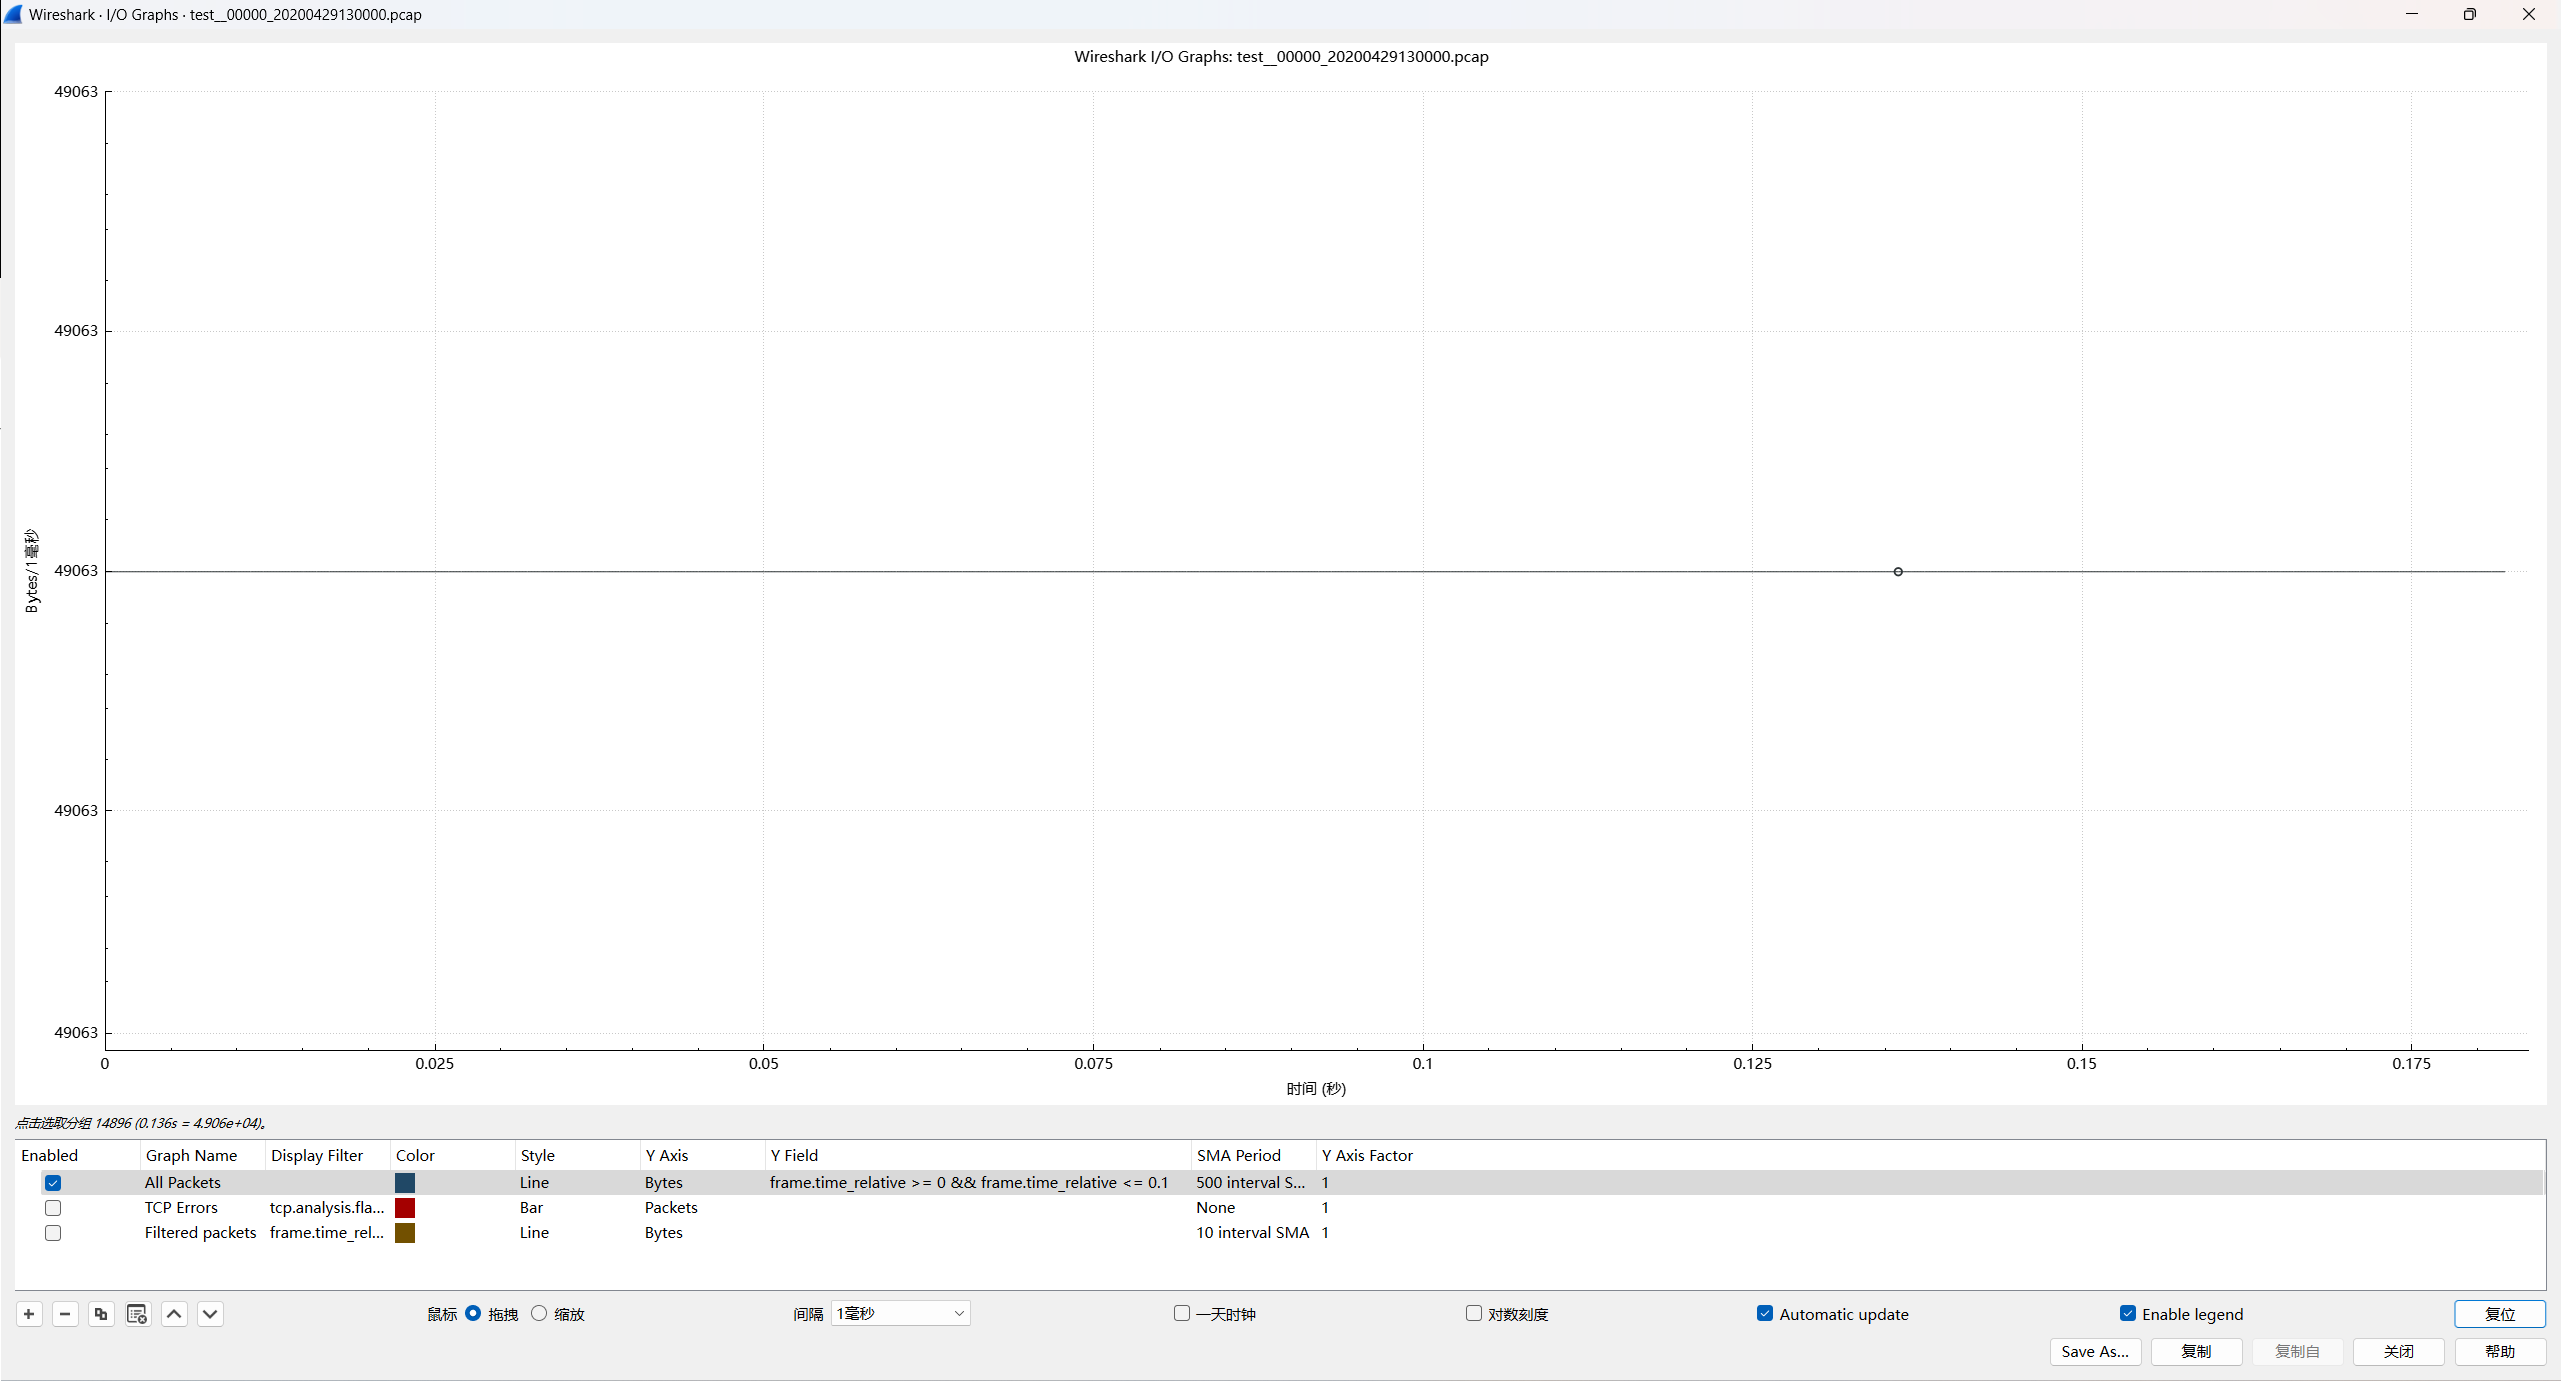 Wireshark · I/O Graphs · test__00000_20200429130000.pcap
Wireshark I/O Graphs: test__00000_20200429130000.pcap
49063
49063
49063
49063
49063
Bytes/1毫秒
0 0.025 0.05 0.075 0.1 0.125 0.15 0.175
时间 (秒)
点击选取分组 14896 (0.136s = 4.906e+04)。
Enabled Graph Name Display Filter Color Style Y Axis Y Field SMA Period Y Axis Factor
All Packets Line Bytes frame.time_relative >= 0 && frame.time_relative <= 0.1 500 interval S... 1
TCP Errors tcp.analysis.fla... Bar Packets None 1
Filtered packets frame.time_rel... Line Bytes 10 interval SMA 1
鼠标 拖拽 缩放 间隔 1毫秒 一天时钟 对数刻度 Automatic update Enable legend 复位
Save As... 复制 复制自 关闭 帮助